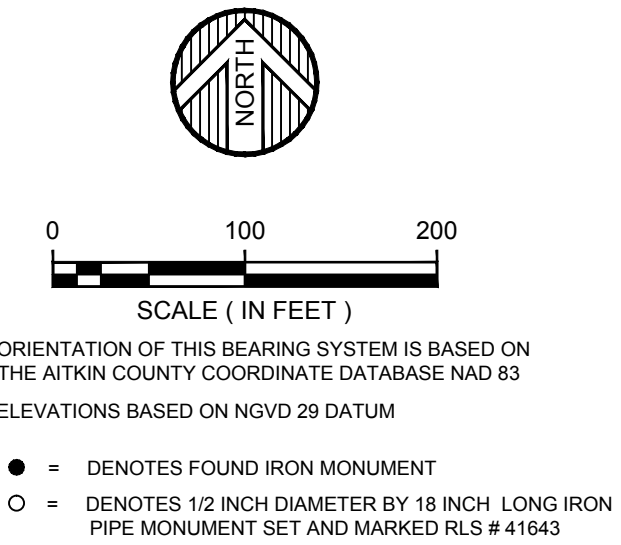 NORTH
0 100 200
SCALE ( IN FEET )
ORIENTATION OF THIS BEARING SYSTEM IS BASED ON
THE AITKIN COUNTY COORDINATE DATABASE NAD 83
ELEVATIONS BASED ON NGVD 29 DATUM
● = DENOTES FOUND IRON MONUMENT
○ = DENOTES 1/2 INCH DIAMETER BY 18 INCH LONG IRON
PIPE MONUMENT SET AND MARKED RLS # 41643